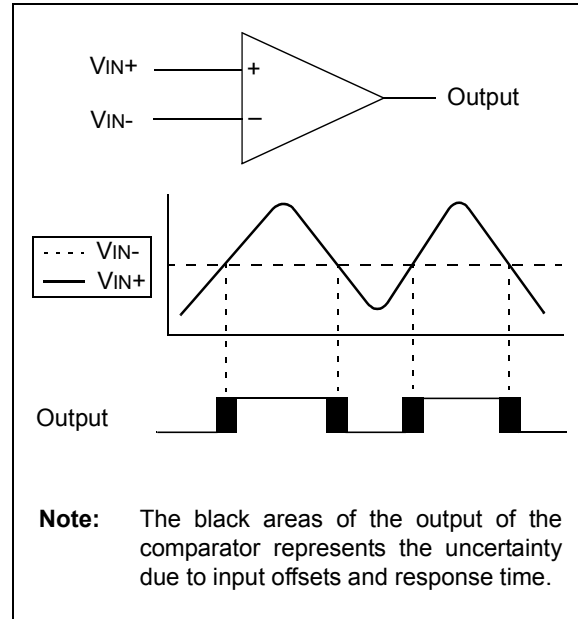 VIN+
+
Output
VIN-
–
VIN-
VIN+
Output
Note: The black areas of the output of the
comparator represents the uncertainty
due to input offsets and response time.